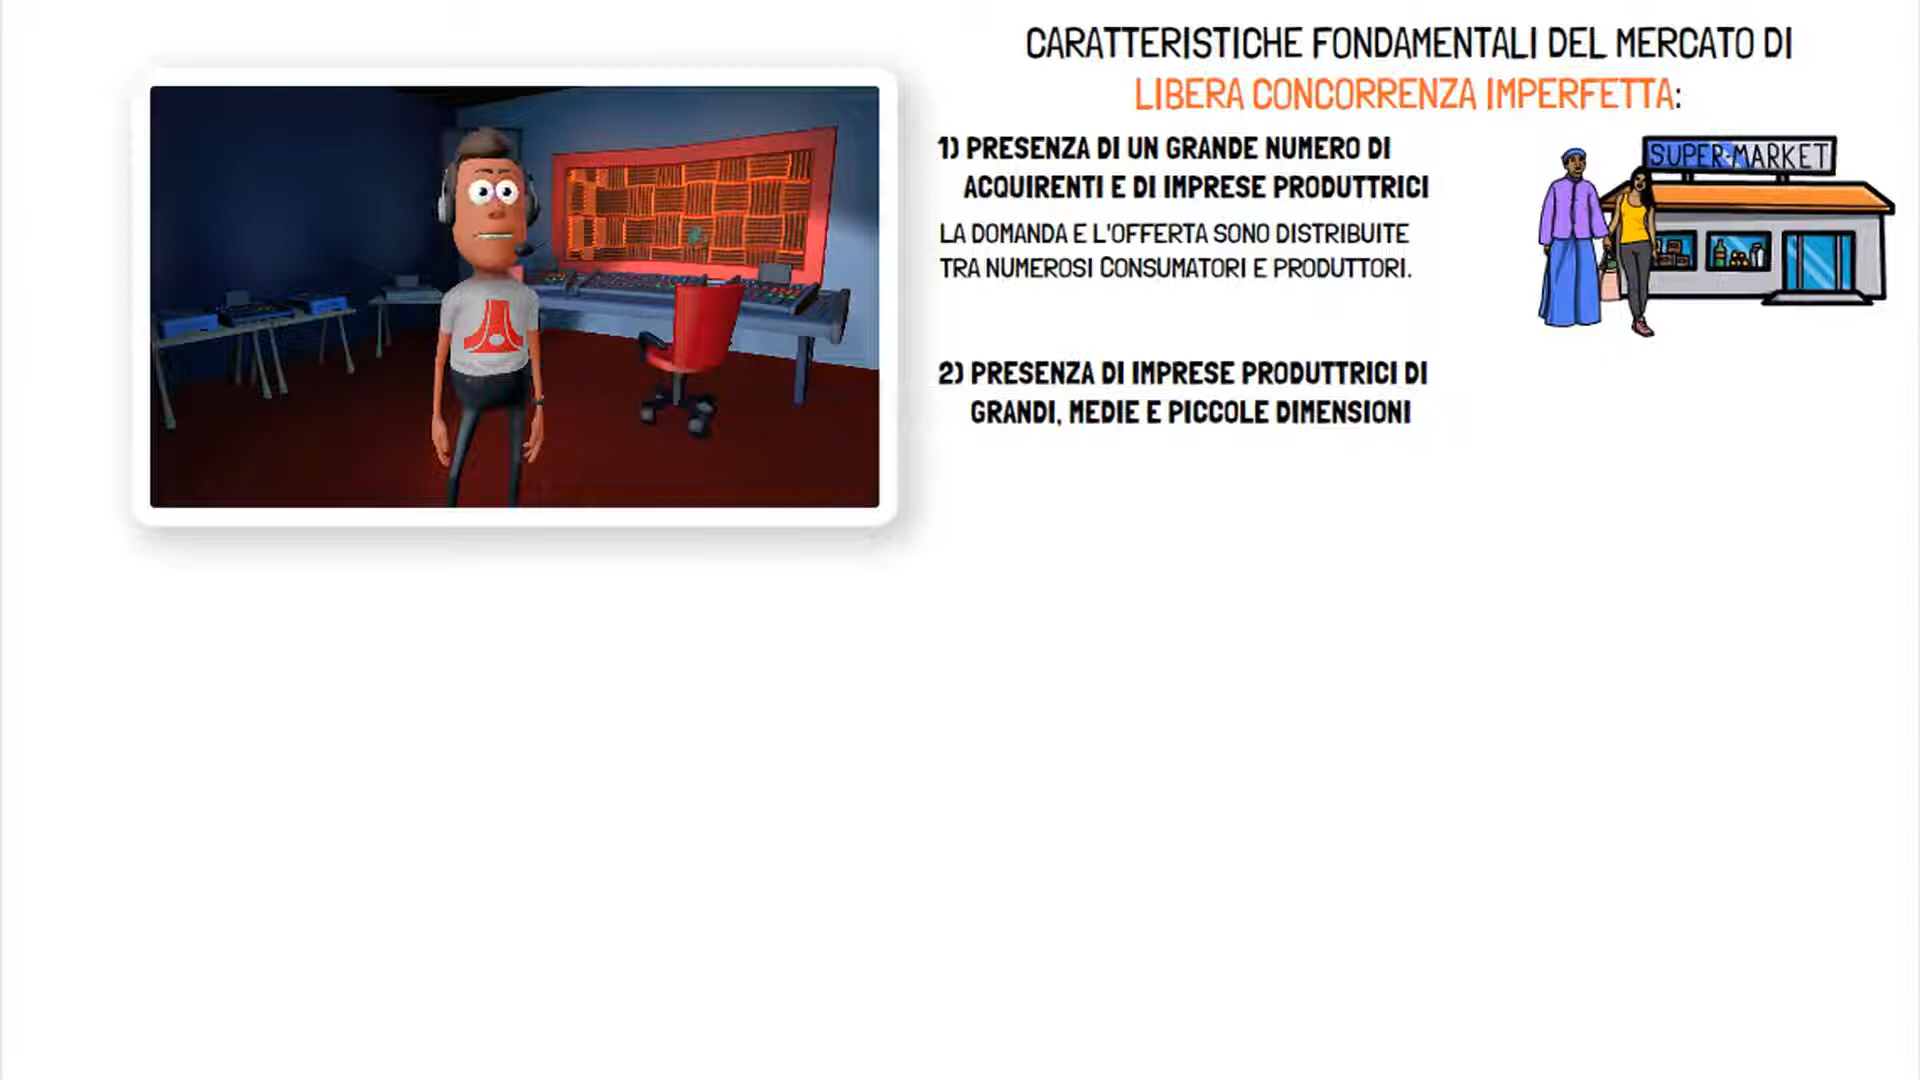 CARATTERISTICHE FONDAMENTALI DEL MERCATO DI
LIBERA CONCORRENZA IMPERFETTA:
1) PRESENZA DI UN GRANDE NUMERO DI
ACQUIRENTI E DI IMPRESE PRODUTTRICI
SUPER-MARKET
LA DOMANDA E L'OFFERTA SONO DISTRIBUITE
TRA NUMEROSI CONSUMATORI E PRODUTTORI.
2) PRESENZA DI IMPRESE PRODUTTRICI DI
GRANDI, MEDIE E PICCOLE DIMENSIONI